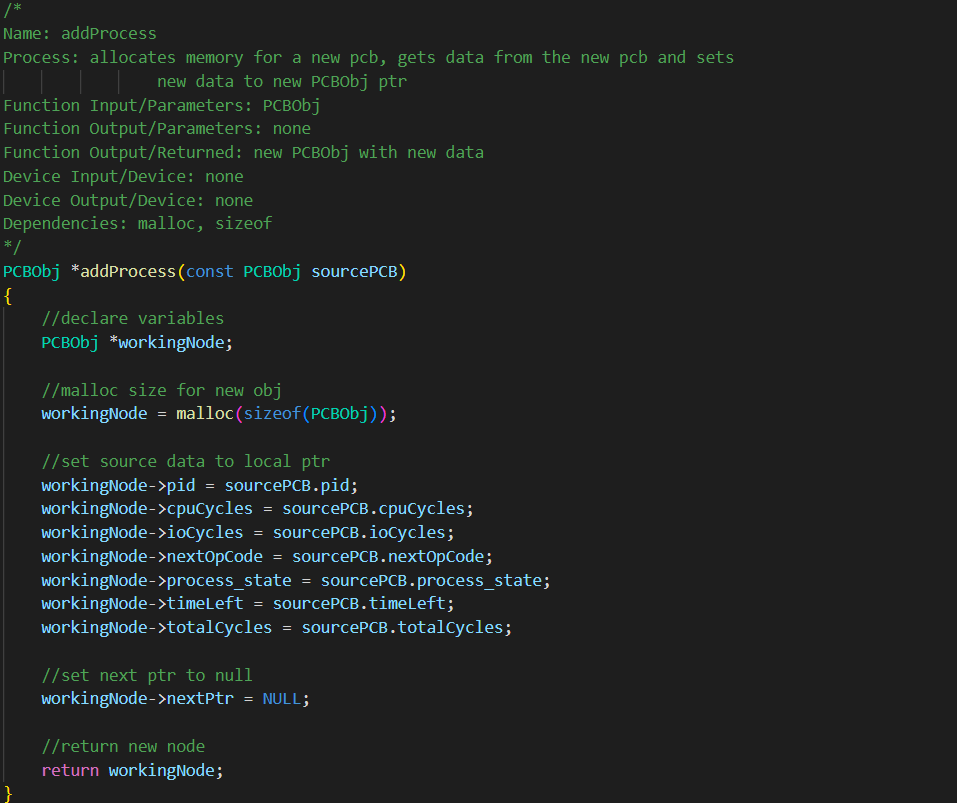 /*
Name: addProcess
Process: allocates memory for a new pcb, gets data from the new pcb and sets
                new data to new PCBObj ptr
Function Input/Parameters: PCBObj
Function Output/Parameters: none
Function Output/Returned: new PCBObj with new data
Device Input/Device: none
Device Output/Device: none
Dependencies: malloc, sizeof
*/
PCBObj *addProcess(const PCBObj sourcePCB)
{
    //declare variables
    PCBObj *workingNode;

    //malloc size for new obj
    workingNode = malloc(sizeof(PCBObj));

    //set source data to local ptr
    workingNode->pid = sourcePCB.pid;
    workingNode->cpuCycles = sourcePCB.cpuCycles;
    workingNode->ioCycles = sourcePCB.ioCycles;
    workingNode->nextOpCode = sourcePCB.nextOpCode;
    workingNode->process_state = sourcePCB.process_state;
    workingNode->timeLeft = sourcePCB.timeLeft;
    workingNode->totalCycles = sourcePCB.totalCycles;

    //set next ptr to null
    workingNode->nextPtr = NULL;

    //return new node
    return workingNode;
}